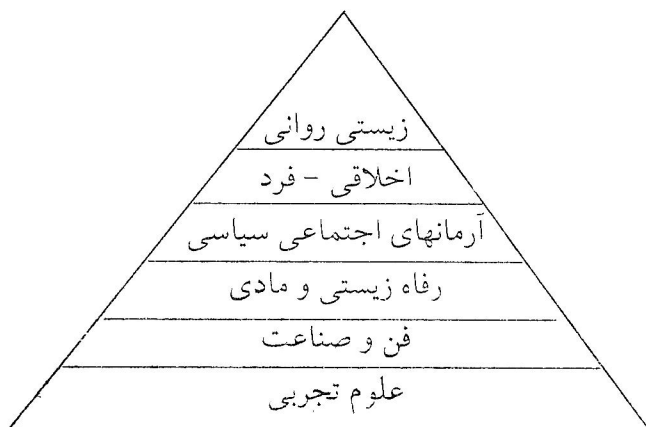 زیستی روانی
اخلاقی - فرد
آرمانهای اجتماعی سیاسی
رفاه زیستی و مادی
فن و صناعت
علوم تجربی